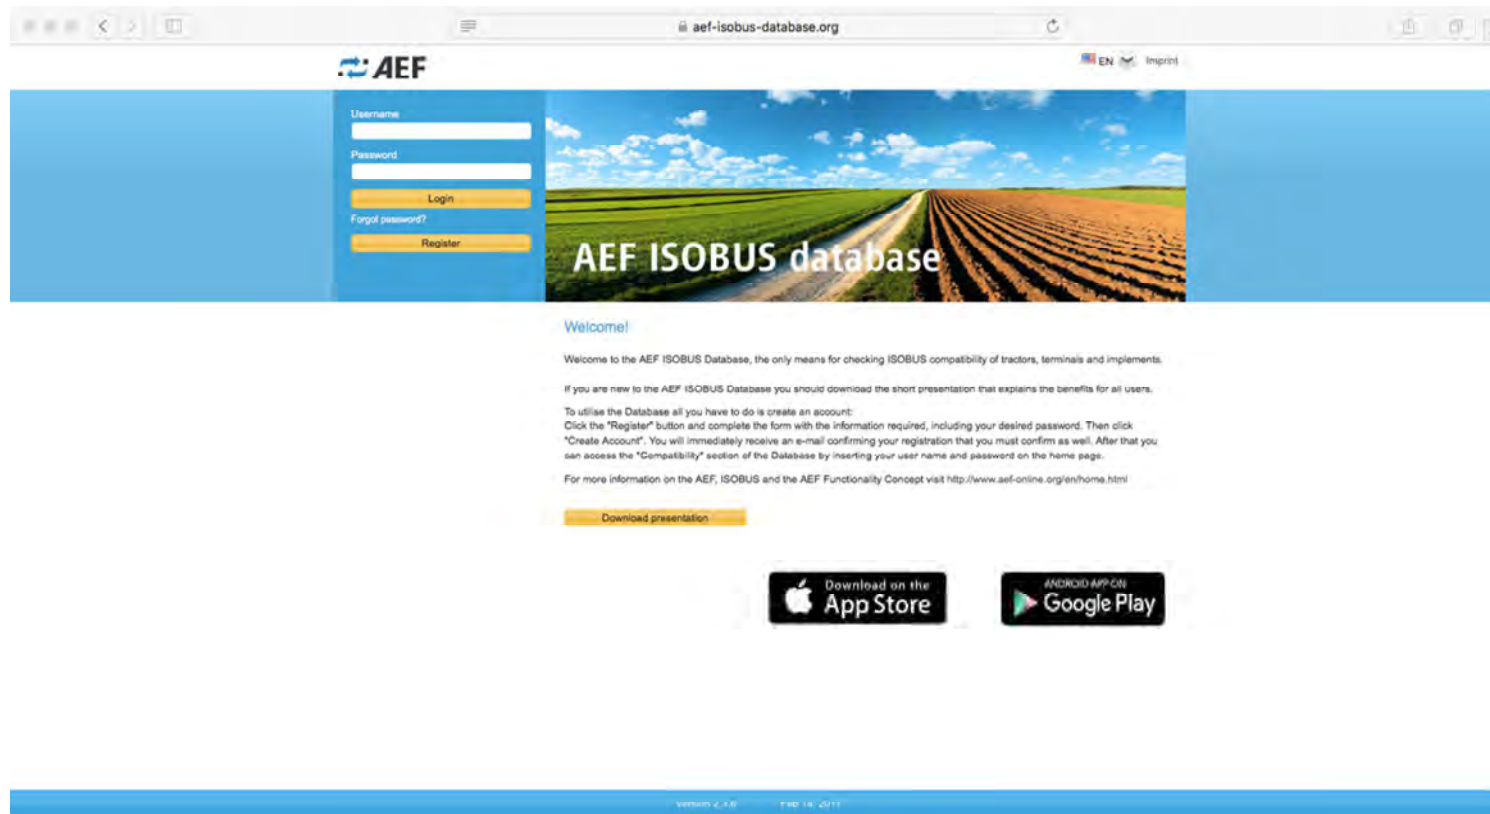 aef-isobus-database.org
AEF
EN
Imprint
Username
Password
Login
Forgot password?
Register
AEF ISOBUS database
Welcome!
Welcome to the AEF ISOBUS Database, the only means for checking ISOBUS compatibility of tractors, terminals and implements.
If you are new to the AEF ISOBUS Database you should download the short presentation that explains the benefits for all users.
To utilise the Database all you have to do is create an account:
Click the "Register" button and complete the form with the information required, including your desired password. Then click
"Create Account". You will immediately receive an e-mail confirming your registration that you must confirm as well. After that you
can access the "Compatibility" section of the Database by inserting your user name and password on the home page.
For more information on the AEF, ISOBUS and the AEF Functionality Concept visit http://www.aef-online.org/en/home.html
Download presentation
Download on the
App Store
ANDROID APP ON
Google Play